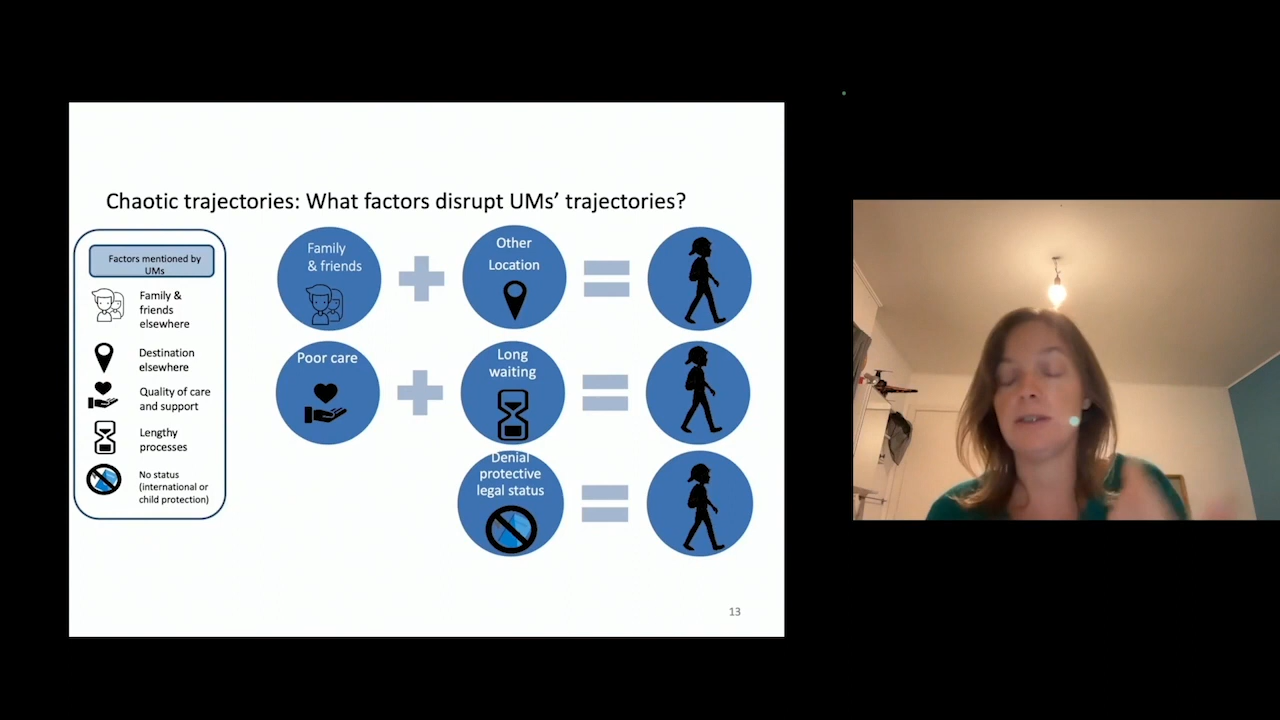 Chaotic trajectories: What factors disrupt UMs’ trajectories?
Factors mentioned by
UMs
Family &
friends
elsewhere
Destination
elsewhere
Quality of care
and support
Lengthy
processes
No status
(international or
child protection)
Family
& friends
Other
Location
Poor care
Long
waiting
Denial
protective
legal status
13